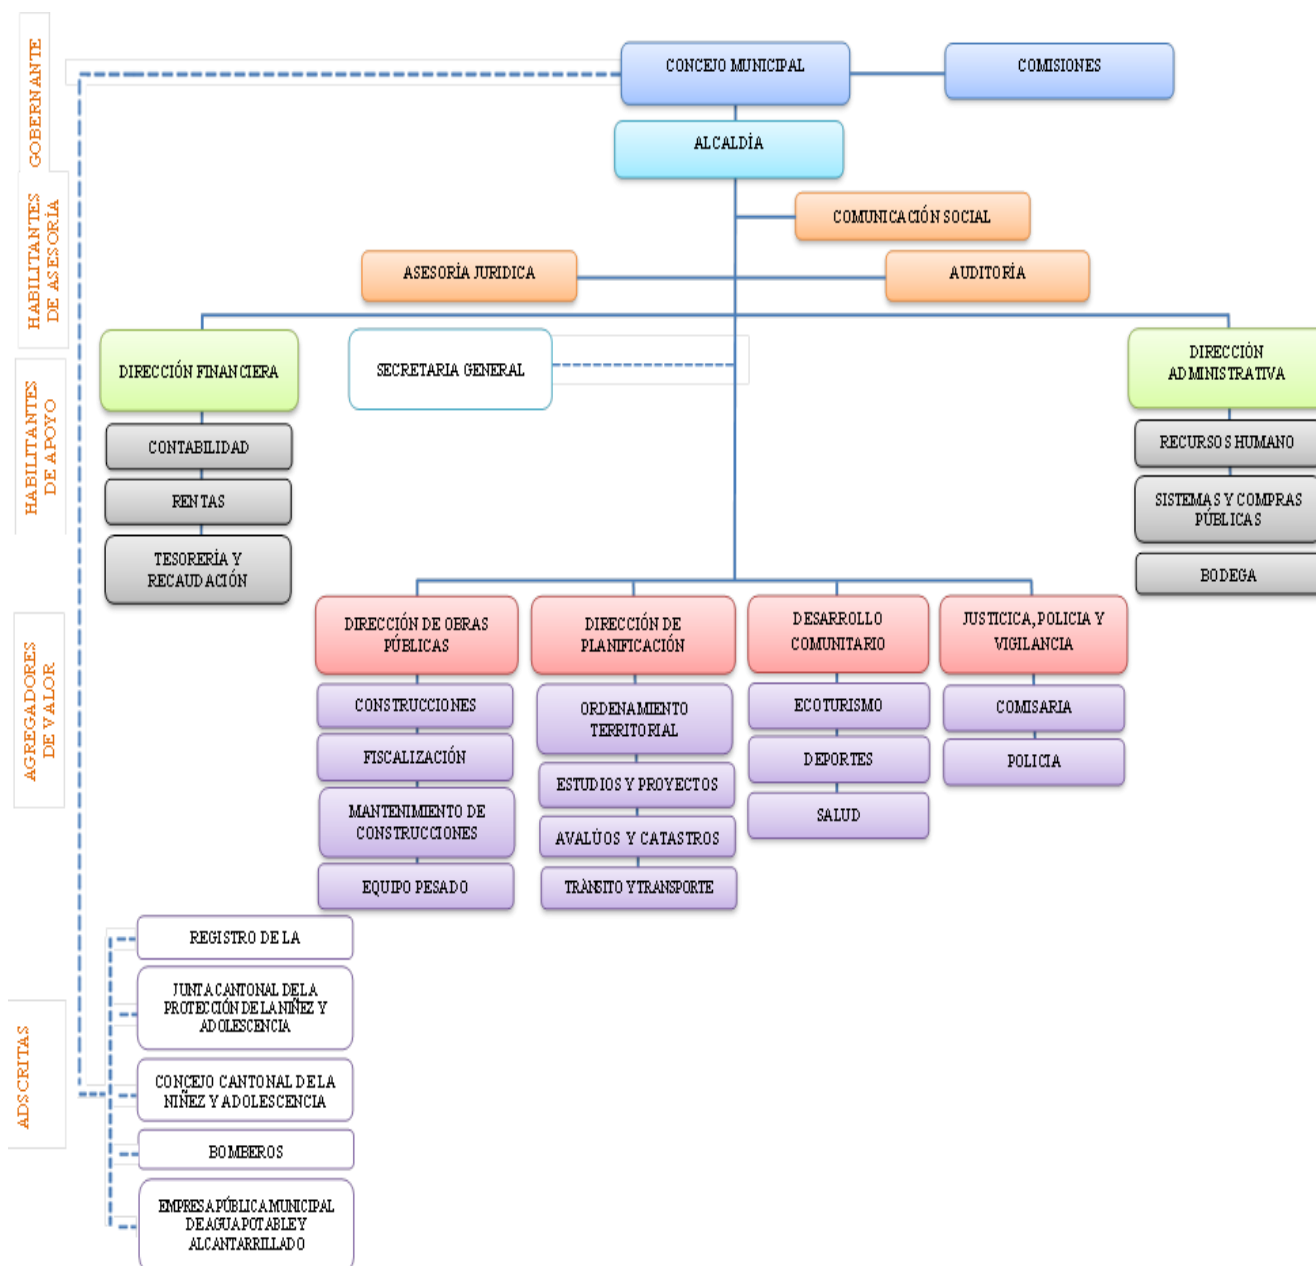 GOBERNANTE
CONCEJO MUNICIPAL
COMISIONES
ALCALDÌA
HABILITANTES
DE ASESORÍA
COMUNICACIÓN SOCIAL
ASESORÍA JURIDICA
AUDITORÍA
HABILITANTES
DE APOYO
DIRECCIÓN FINANCIERA
SECRETARIA GENERAL
DIRECCIÓN
ADMINISTRATIVA
CONTABILIDAD
RENTAS
TESORERÍA Y
RECAUDACIÓN
RECURSOS HUMANO
SISTEMAS Y COMPRAS
PÚBLICAS
BODEGA
AGREGADORES
DE VALOR
DIRECCIÓN DE OBRAS
PÚBLICAS
CONSTRUCCIONES
FISCALIZACIÓN
MANTENIMIENTO DE
CONSTRUCCIONES
EQUIPO PESADO
DIRECCIÓN DE
PLANIFICACIÓN
ORDENAMIENTO
TERRITORIAL
ESTUDIOS Y PROYECTOS
AVALÚOS Y CATASTROS
TRÀNSITO Y TRANSPORTE
DESARROLLO
COMUNITARIO
ECOTURISMO
DEPORTES
SALUD
JUSTICICA, POLICIA Y
VIGILANCIA
COMISARIA
POLICIA
ADSCRITAS
REGISTRO DE LA
JUNTA CANTONAL DE LA
PROTECCIÓN DE LA NIÑEZ Y
ADOLESCENCIA
CONCEJO CANTONAL DE LA
NIÑEZ Y ADOLESCENCIA
BOMBEROS
EMPRESA PÚBLICA MUNICIPAL
DE AGUA POTABLE Y
ALCANTARRILLADO